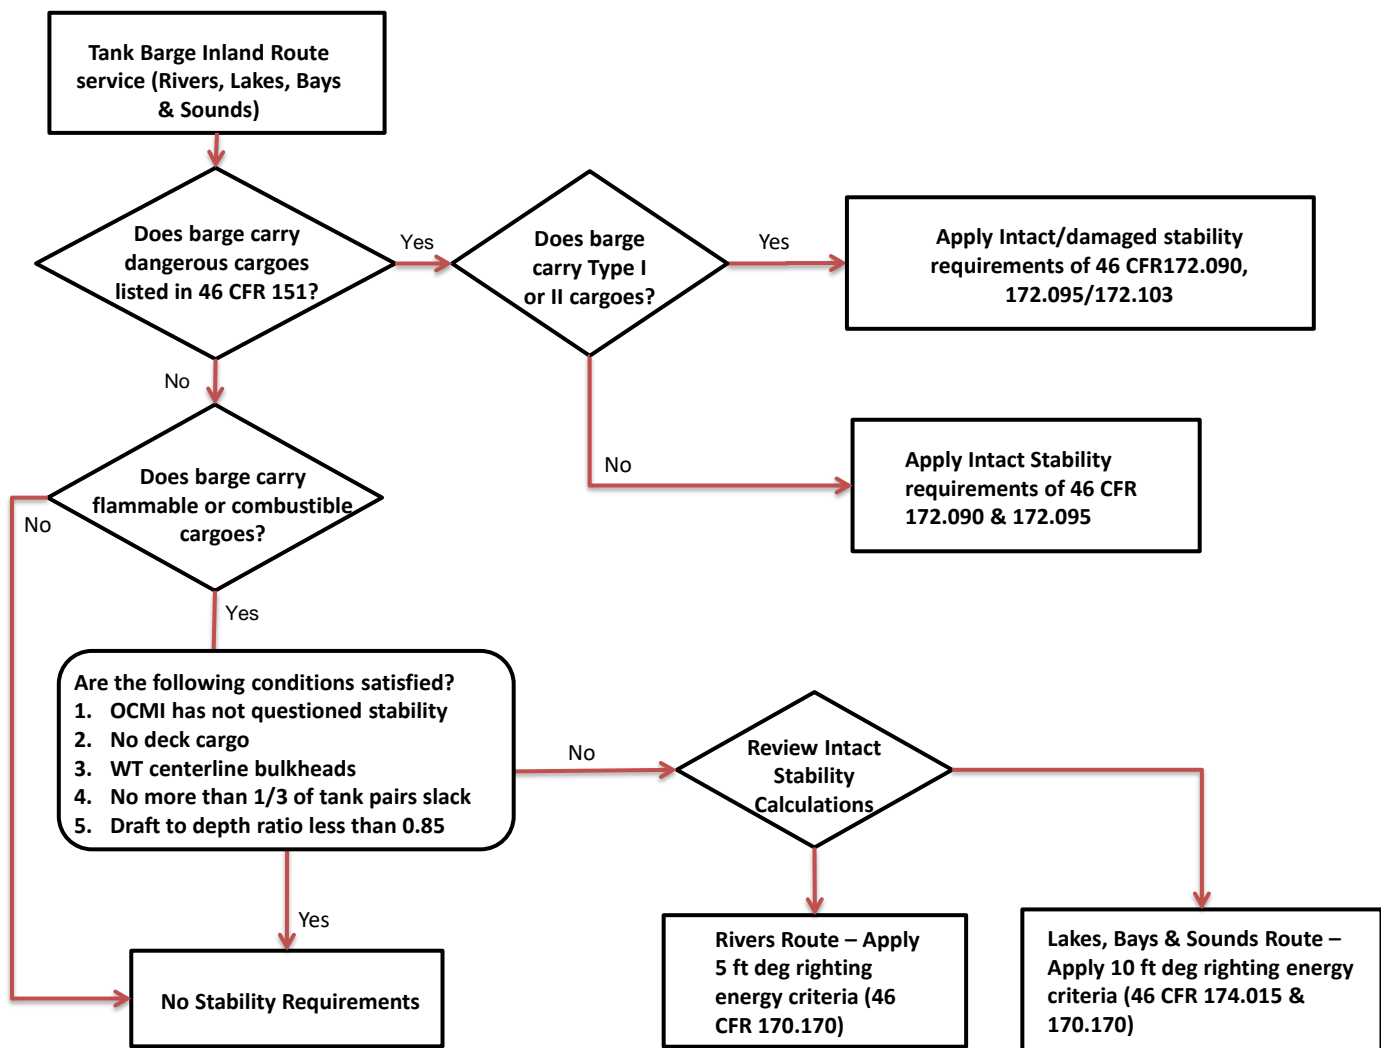 Tank Barge Inland Route
service (Rivers, Lakes, Bays
& Sounds)
Does barge carry
dangerous cargoes
listed in 46 CFR 151?
Yes
Does barge
carry Type I
or II cargoes?
Yes
Apply Intact/damaged stability
requirements of 46 CFR172.090,
172.095/172.103
No
No
Apply Intact Stability
requirements of 46 CFR
172.090 & 172.095
Does barge carry
flammable or combustible
cargoes?
No
Yes
Are the following conditions satisfied?
1. OCMI has not questioned stability
2. No deck cargo
3. WT centerline bulkheads
4. No more than 1/3 of tank pairs slack
5. Draft to depth ratio less than 0.85
No
Review Intact
Stability
Calculations
Yes
No Stability Requirements
Rivers Route – Apply
5 ft deg righting
energy criteria (46
CFR 170.170)
Lakes, Bays & Sounds Route –
Apply 10 ft deg righting energy
criteria (46 CFR 174.015 &
170.170)